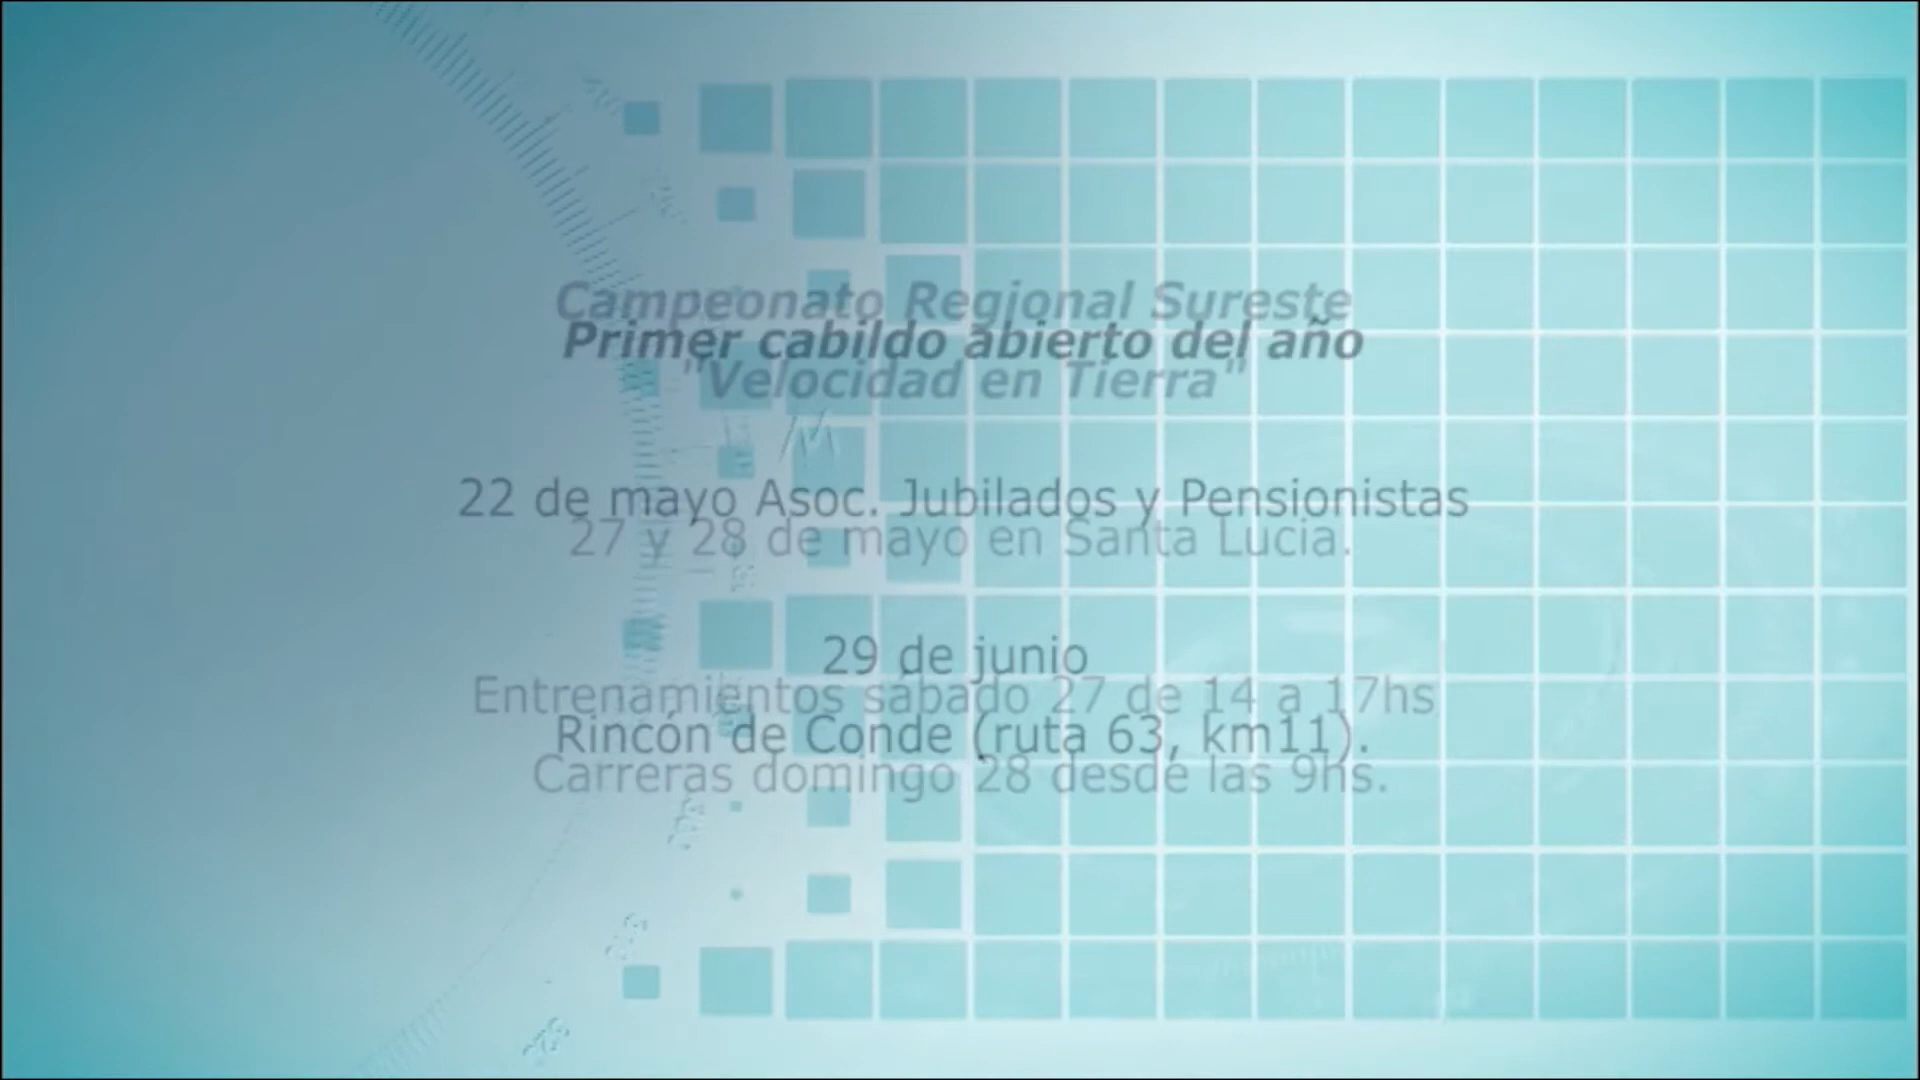 Campeonato Regional Sureste
Primer cabildo abierto del año
"Velocidad en Tierra"
22 de mayo Asoc. Jubilados y Pensionistas
27 y 28 de mayo en Santa Lucia.
29 de junio
Entrenamientos sábado 27 de 14 a 17hs
Rincón de Conde (ruta 63, km11).
Carreras domingo 28 desde las 9hs.